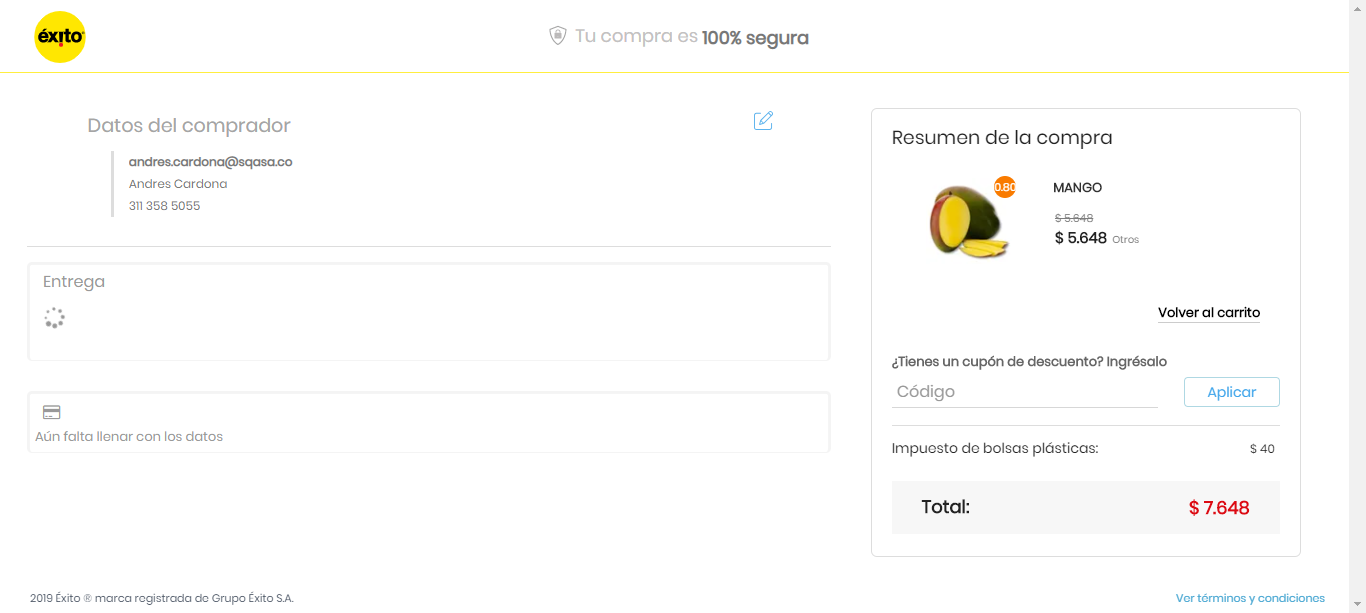 éxito
Tu compra es 100% segura
Datos del comprador
andres.cardona@sqasa.co
Andres Cardona
311 358 5055
Entrega
Aún falta llenar con los datos
Resumen de la compra
0.80
MANGO
$ 5.648
$ 5.648 Otros
Volver al carrito
¿Tienes un cupón de descuento? Ingrésalo
Código
Aplicar
Impuesto de bolsas plásticas: $ 40
Total: $ 7.648
2019 Éxito ® marca registrada de Grupo Éxito S.A.
Ver términos y condiciones